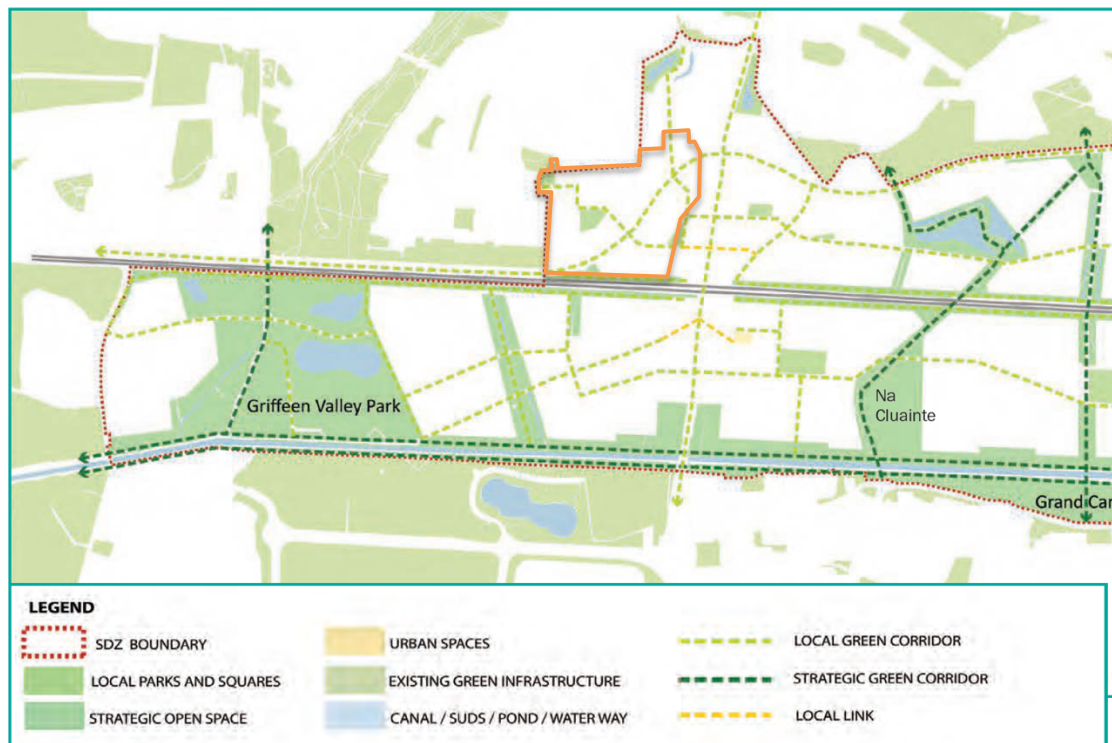 Griffeen Valley Park
Na
Cluainte
Grand Can
LEGEND
SDZ BOUNDARY
LOCAL PARKS AND SQUARES
STRATEGIC OPEN SPACE
URBAN SPACES
EXISTING GREEN INFRASTRUCTURE
CANAL / SUDS / POND / WATER WAY
LOCAL GREEN CORRIDOR
STRATEGIC GREEN CORRIDOR
LOCAL LINK